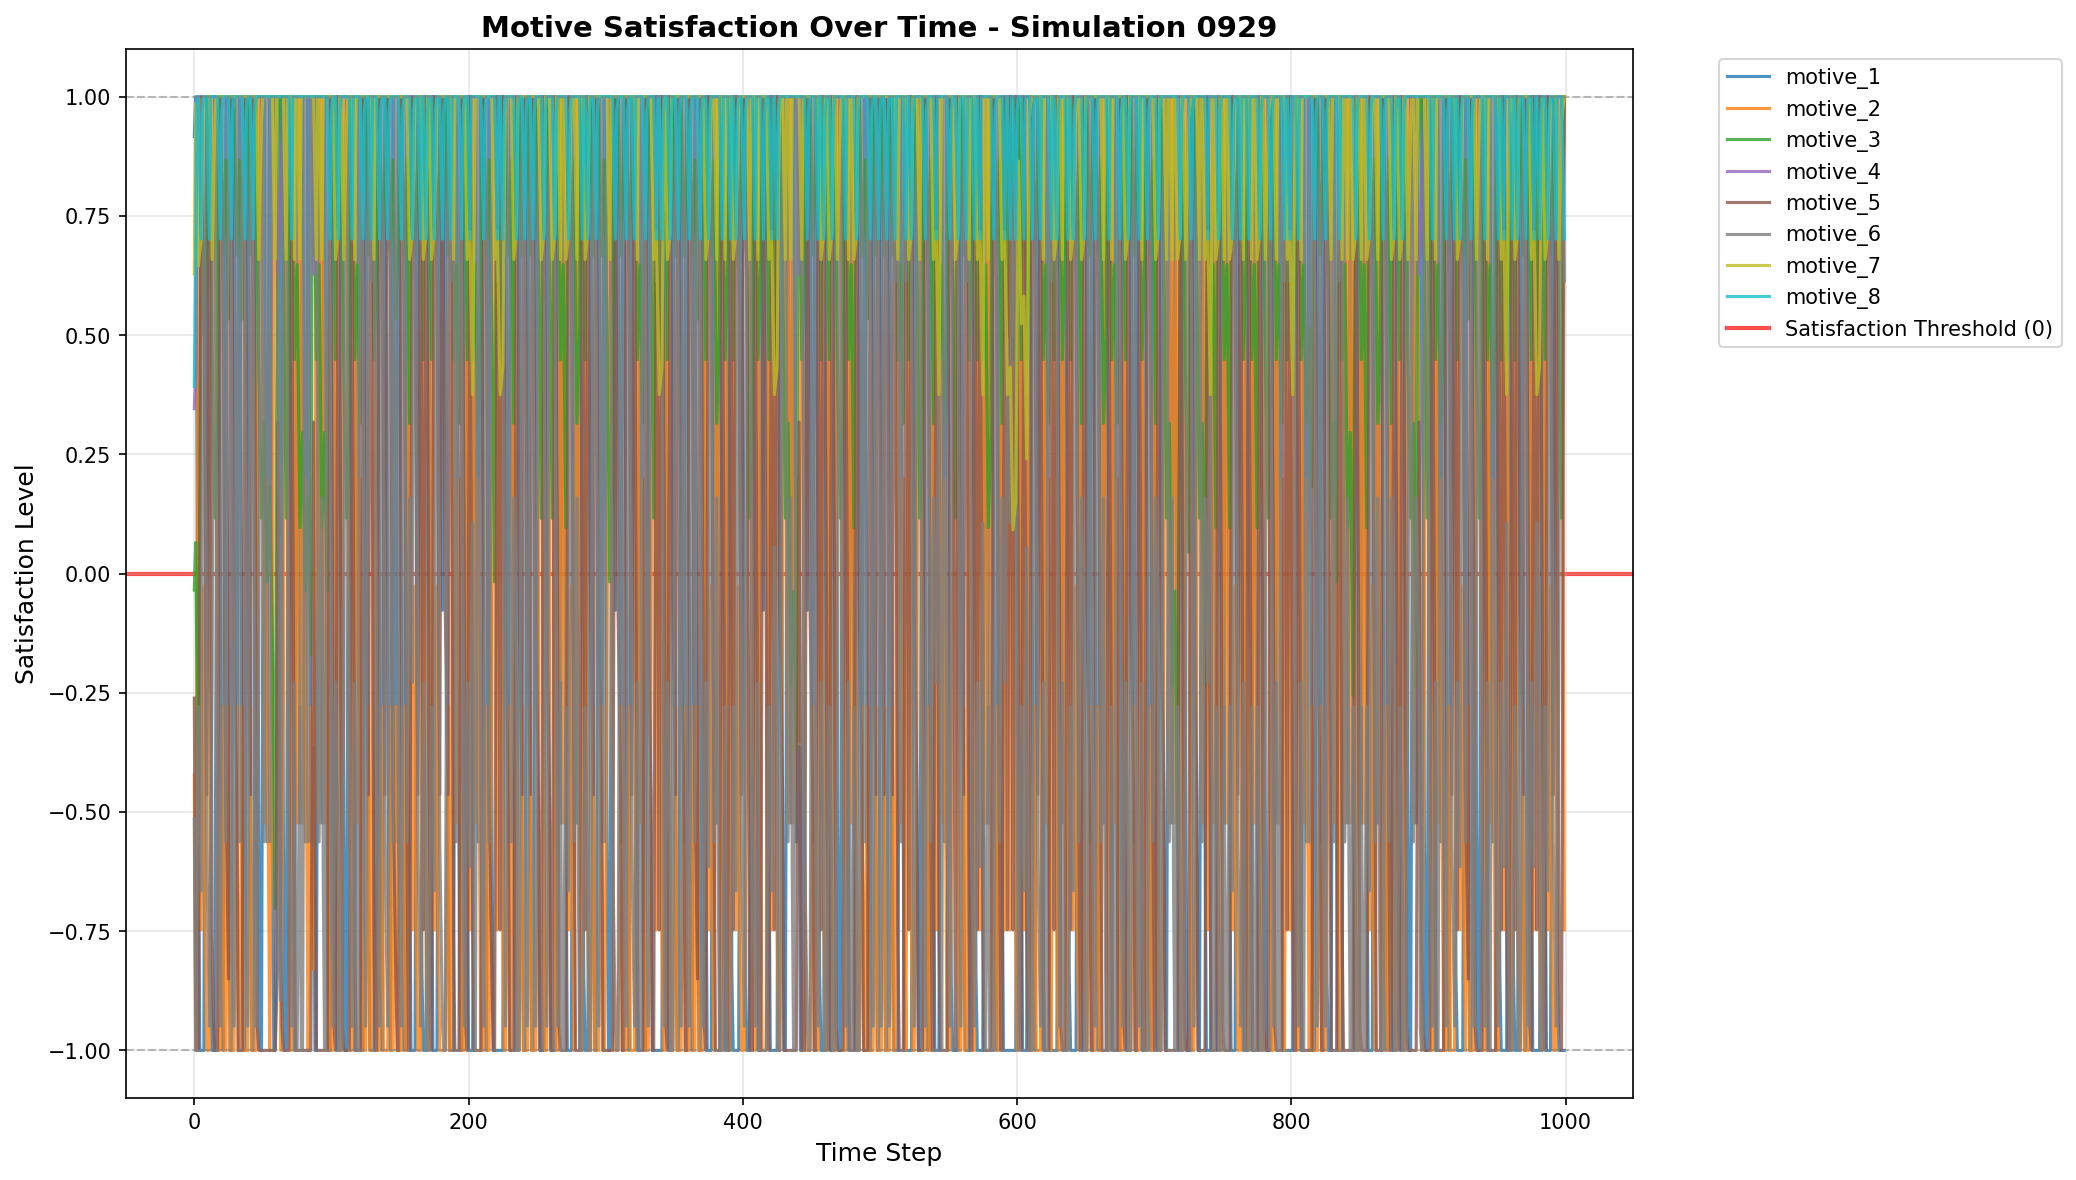 Motive Satisfaction Over Time - Simulation 0929
1.00
0.75
0.50
0.25
0.00
−0.25
−0.50
−0.75
−1.00
Satisfaction Level
0
200
400
600
800
1000
Time Step
motive_1
motive_2
motive_3
motive_4
motive_5
motive_6
motive_7
motive_8
Satisfaction Threshold (0)